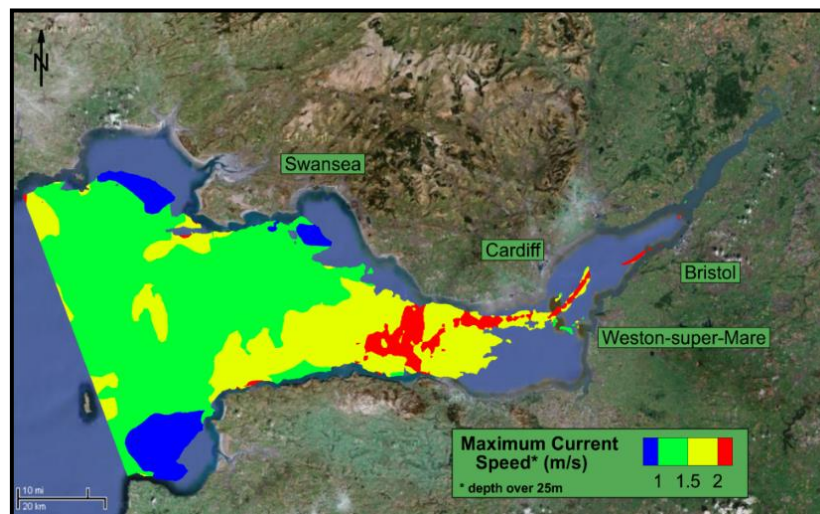 N
Swansea
Cardiff
Bristol
Weston-super-Mare
Maximum Current
Speed* (m/s)
* depth over 25m
1 1.5 2
10 mi
20 km